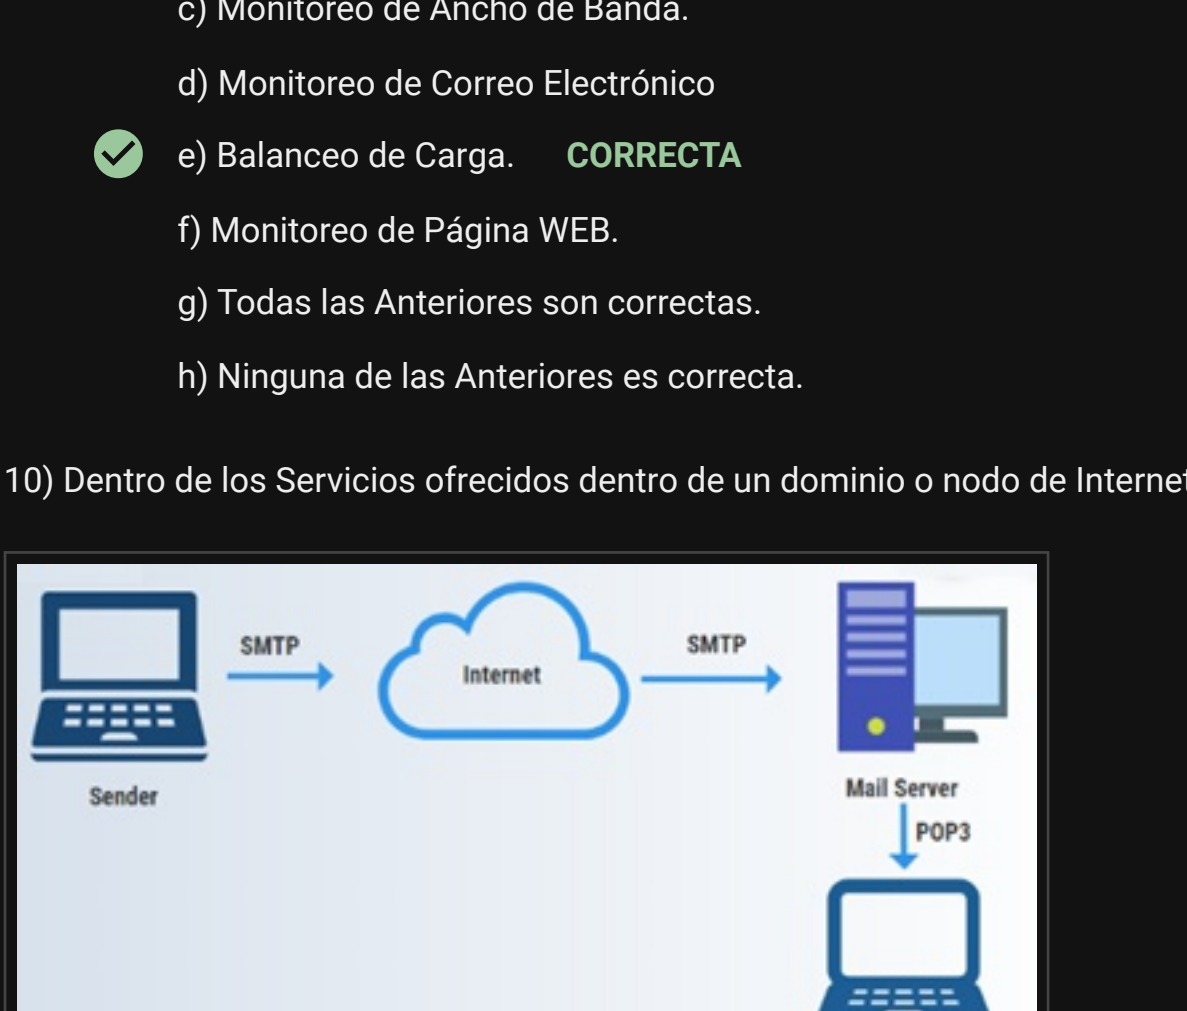 c) Monitoreo de Ancho de Banda.
d) Monitoreo de Correo Electrónico
e) Balanceo de Carga. CORRECTA
f) Monitoreo de Página WEB.
g) Todas las Anteriores son correctas.
h) Ninguna de las Anteriores es correcta.
10) Dentro de los Servicios ofrecidos dentro de un dominio o nodo de Internet
SMTP
Internet
SMTP
Sender
Mail Server
POP3